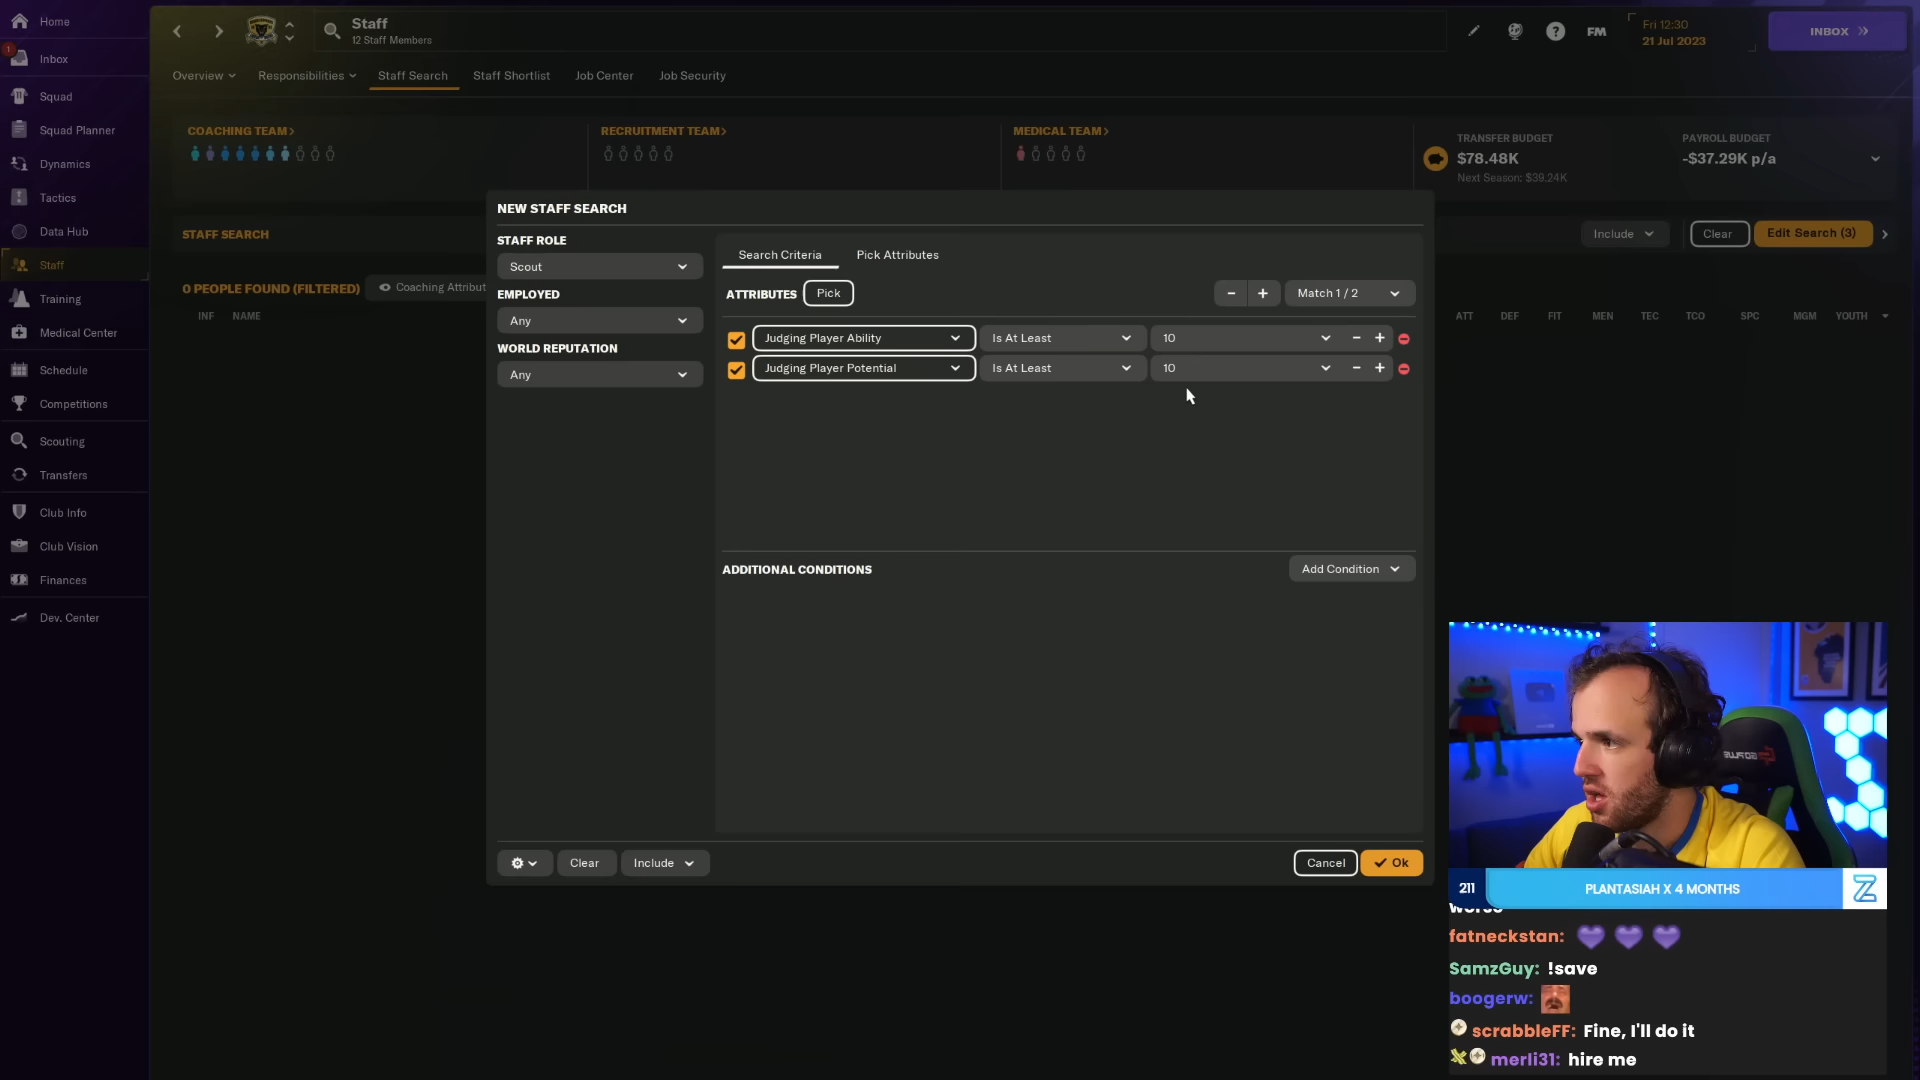 Home
1
Inbox
Squad
Squad Planner
Dynamics
Tactics
Data Hub
Staff
Training
Medical Center
Schedule
Competitions
Scouting
Transfers
Club Info
Club Vision
Finances
Dev. Center
Staff
12 Staff Members
FM
Fri 12:30
21 Jul 2023
INBOX
Overview
Responsibilities
Staff Search
Staff Shortlist
Job Center
Job Security
COACHING TEAM>
RECRUITMENT TEAM>
MEDICAL TEAM>
TRANSFER BUDGET
$78.48K
Next Season: $39.24K
PAYROLL BUDGET
-$37.29K p/a
STAFF SEARCH
Include
Clear
Edit Search (3)
0 PEOPLE FOUND (FILTERED)
Coaching Attribut
INF NAME
ATT DEF FIT MEN TEC TCO SPC MGM YOUTH
NEW STAFF SEARCH
STAFF ROLE
Scout
EMPLOYED
Any
WORLD REPUTATION
Any
Search Criteria
Pick Attributes
ATTRIBUTES
Pick
- +
Match 1 / 2
Judging Player Ability Is At Least 10 - +
Judging Player Potential Is At Least 10 - +
ADDITIONAL CONDITIONS
Add Condition
Clear
Include
Cancel
Ok
211 PLANTASIAH X 4 MONTHS Z
fatneckstan:
SamzGuy: !save
boogerw:
scrabbleFF: Fine, I'll do it
merli31: hire me